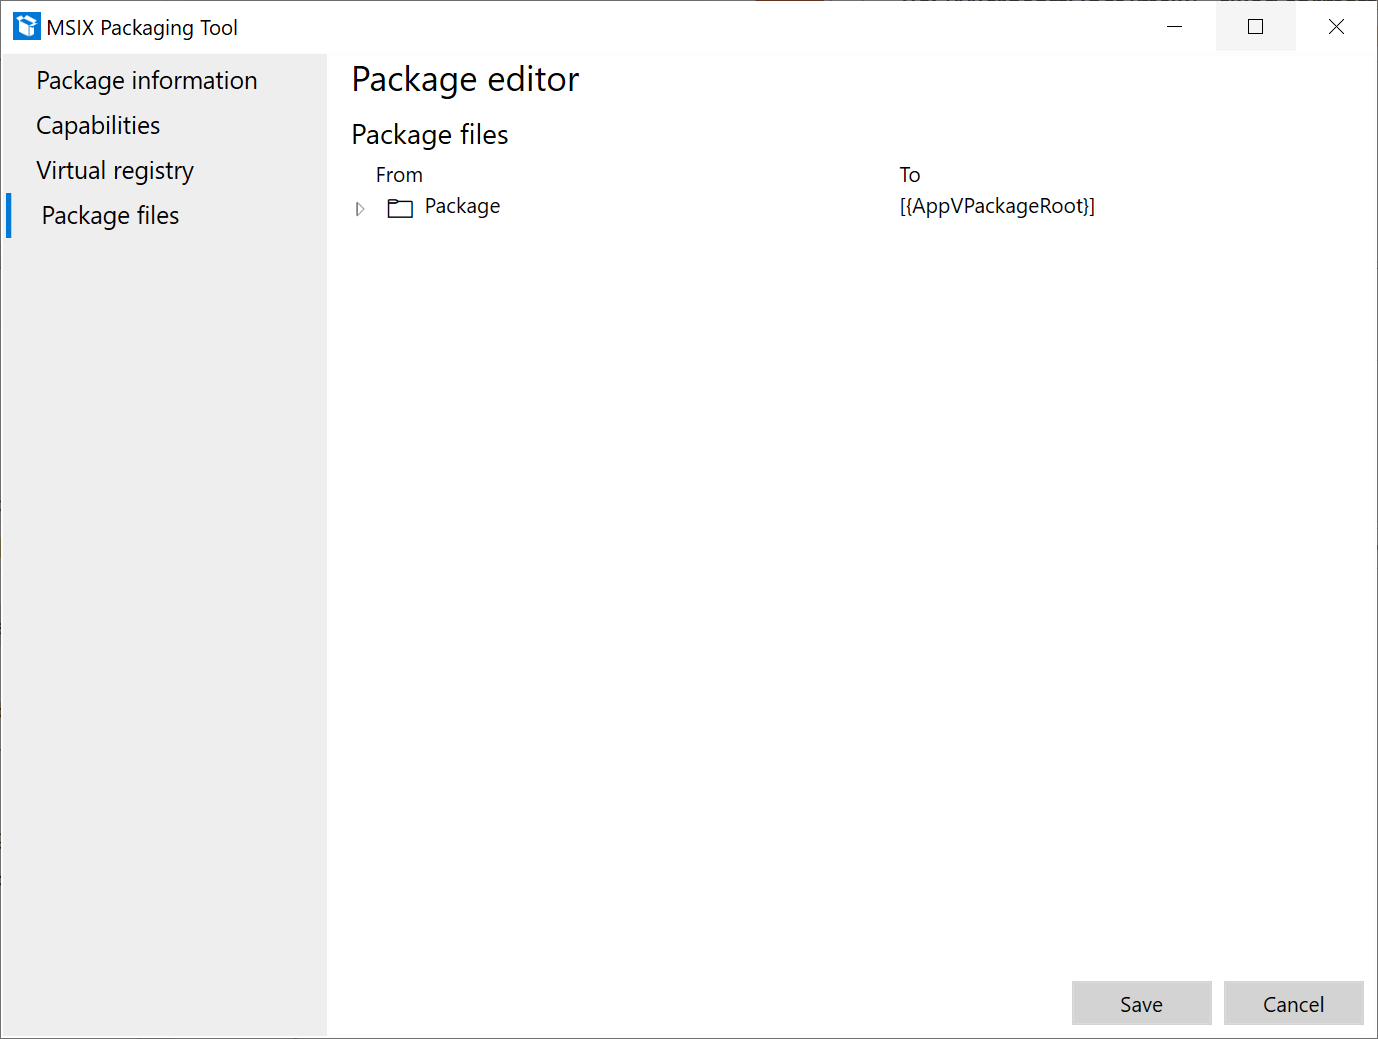 MSIX Packaging Tool
Package information
Capabilities
Virtual registry
Package files
Package editor
Package files
From To
Package [{AppVPackageRoot}]
Save Cancel